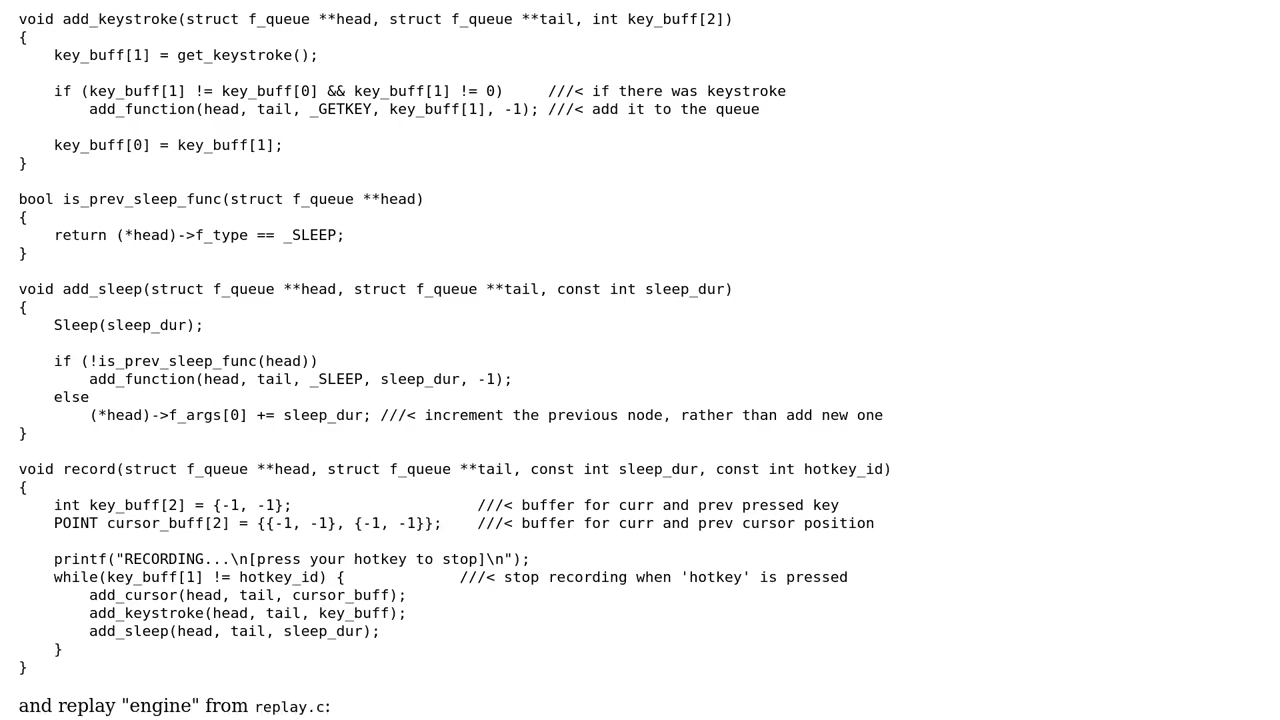 void add_keystroke(struct f_queue **head, struct f_queue **tail, int key_buff[2])
{
    key_buff[1] = get_keystroke();

    if (key_buff[1] != key_buff[0] && key_buff[1] != 0)     ///< if there was keystroke
        add_function(head, tail, _GETKEY, key_buff[1], -1); ///< add it to the queue

    key_buff[0] = key_buff[1];
}

bool is_prev_sleep_func(struct f_queue **head)
{
    return (*head)->f_type == _SLEEP;
}

void add_sleep(struct f_queue **head, struct f_queue **tail, const int sleep_dur)
{
    Sleep(sleep_dur);

    if (!is_prev_sleep_func(head))
        add_function(head, tail, _SLEEP, sleep_dur, -1);
    else
        (*head)->f_args[0] += sleep_dur; ///< increment the previous node, rather than add new one
}

void record(struct f_queue **head, struct f_queue **tail, const int sleep_dur, const int hotkey_id)
{
    int key_buff[2] = {-1, -1};                     ///< buffer for curr and prev pressed key
    POINT cursor_buff[2] = {{-1, -1}, {-1, -1}};    ///< buffer for curr and prev cursor position

    printf("RECORDING...\n[press your hotkey to stop]\n");
    while(key_buff[1] != hotkey_id) {             ///< stop recording when 'hotkey' is pressed
        add_cursor(head, tail, cursor_buff);
        add_keystroke(head, tail, key_buff);
        add_sleep(head, tail, sleep_dur);
    }
}

and replay "engine" from replay.c: